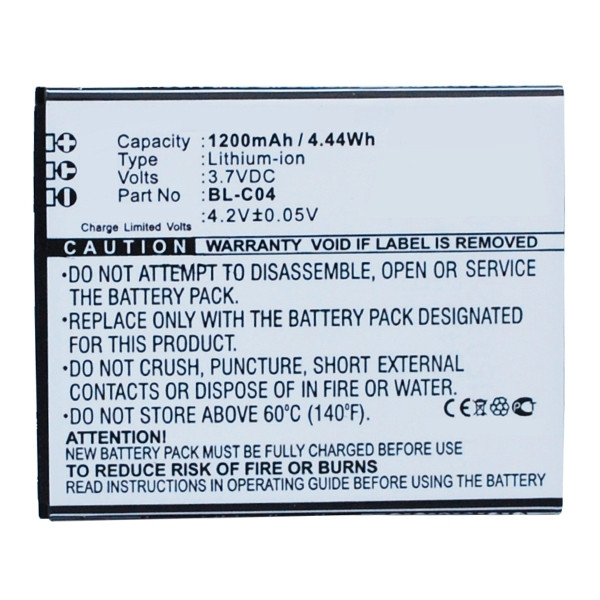 Capacity : 1200mAh / 4.44Wh
Type : Lithium-ion
Volts : 3.7VDC
Part No : BL-C04
Charge Limited Volts : 4.2V±0.05V
CAUTION WARRANTY VOID IF LABEL IS REMOVED
•DO NOT ATTEMPT TO DISASSEMBLE, OPEN OR SERVICE
THE BATTERY PACK.
•REPLACE ONLY WITH THE BATTERY PACK DESIGNATED
FOR THIS PRODUCT.
•DO NOT CRUSH, PUNCTURE, SHORT EXTERNAL
CONTACTS OR DISPOSE OF IN FIRE OR WATER.
•DO NOT STORE ABOVE 60°C (140°F).
CE
ATTENTION!
NEW BATTERY PACK MUST BE FULLY CHARGED BEFORE USE
TO REDUCE RISK OF FIRE OR BURNS
READ INSTRUCTIONS IN OPERATING GUIDE BEFORE USING THE BATTERY